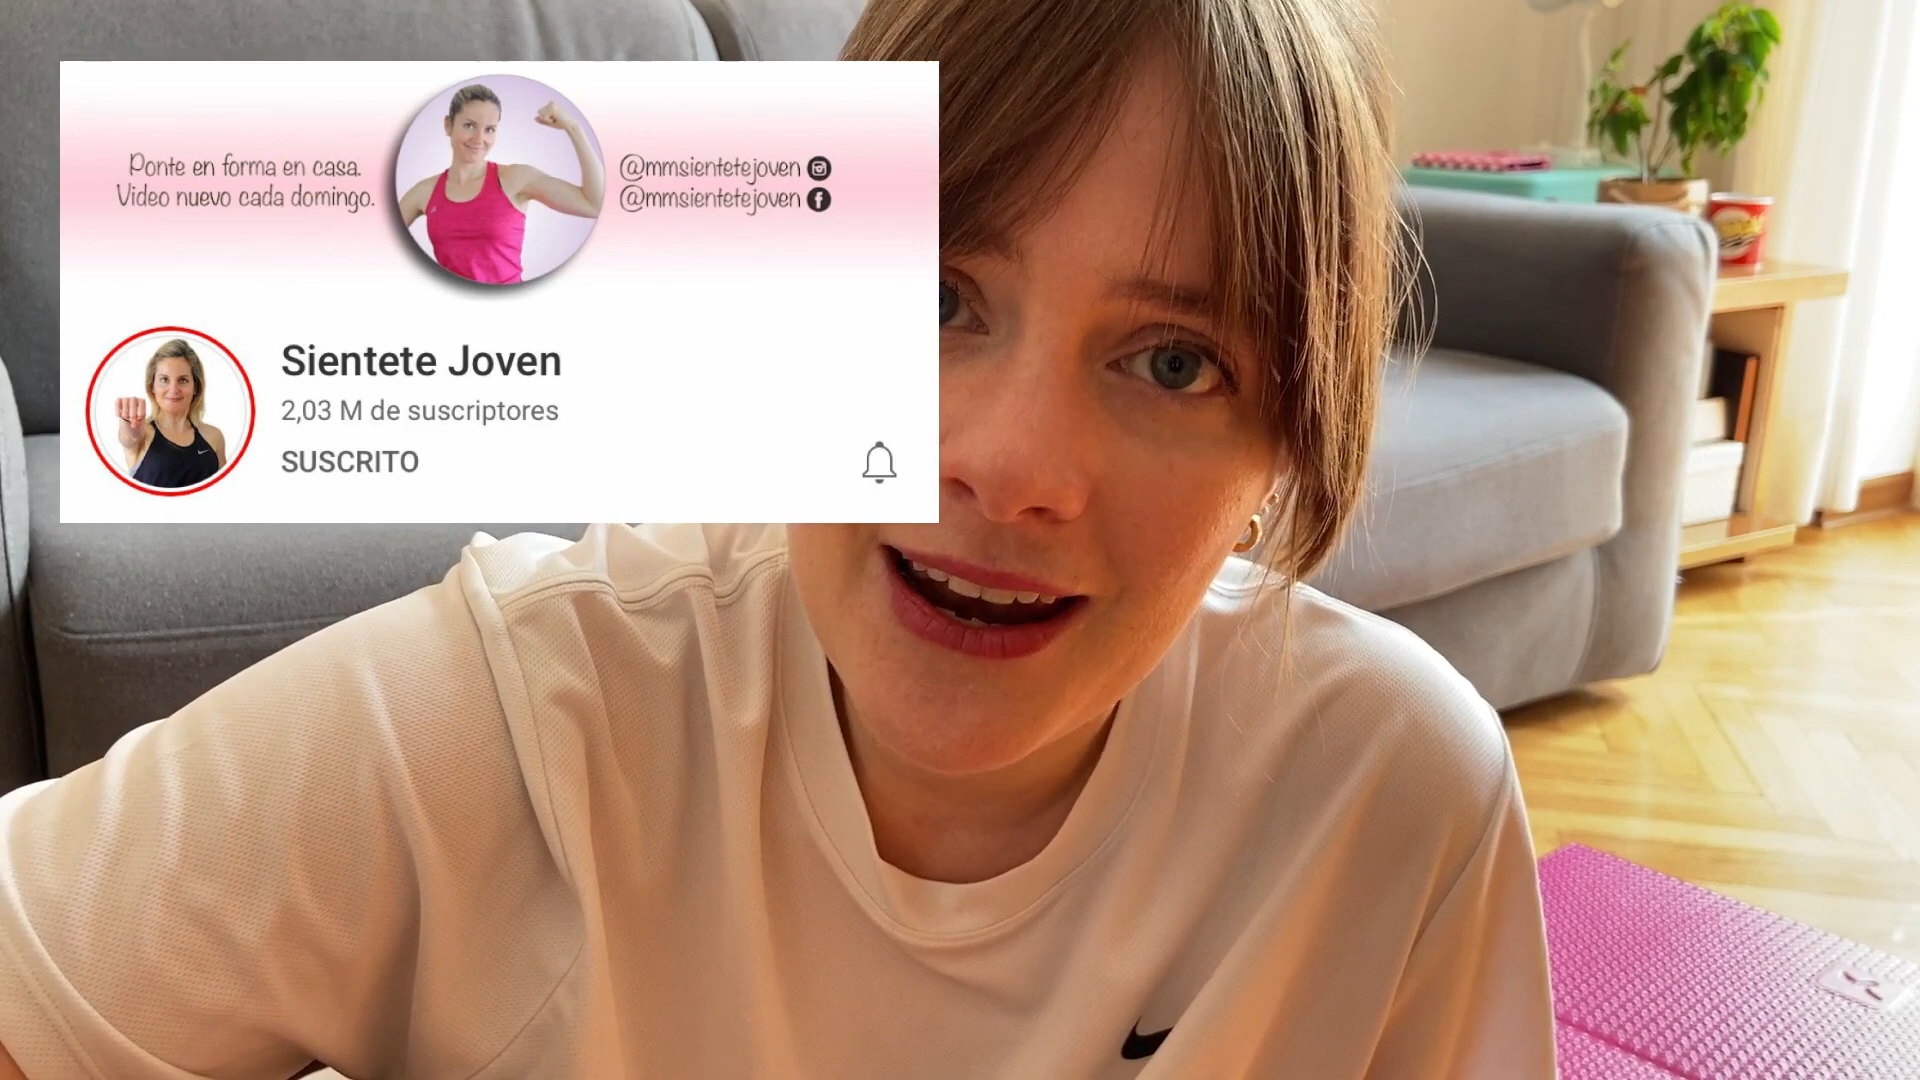 Ponte en forma en casa.
Video nuevo cada domingo.
@mmsientetejoven
@mmsientetejoven
Sientete Joven
2,03 M de suscriptores
SUSCRITO